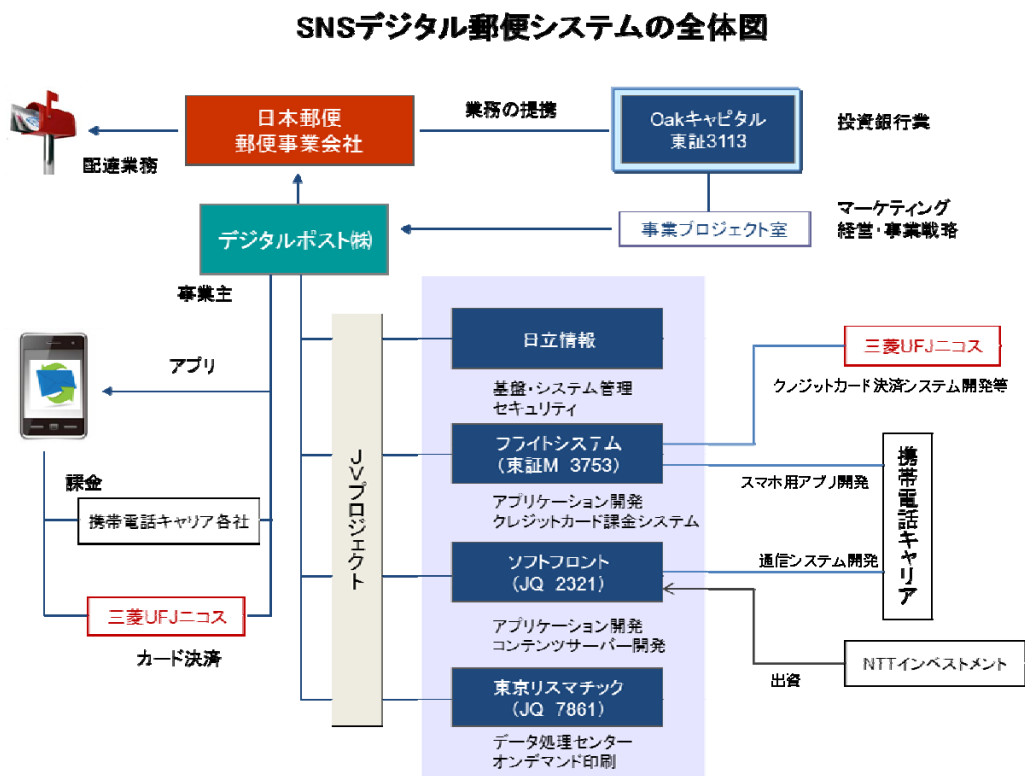 SNSデジタル郵便システムの全体図
日本郵便
郵便事業会社
業務の提携
Oakキャピタル
東証3113
投資銀行業
配達業務
デジタルポスト㈱
事業プロジェクト室
マーケティング
経営・事業戦略
事業主
アプリ
課金
携帯電話キャリア各社
三菱UFJニコス
カード決済
JVプロジェクト
日立情報
基盤・システム管理
セキュリティ
フライトシステム
(東証M 3753)
アプリケーション開発
クレジットカード課金システム
ソフトフロント
(JQ 2321)
アプリケーション開発
コンテンツサーバー開発
東京リスマチック
(JQ 7861)
データ処理センター
オンデマンド印刷
三菱UFJニコス
クレジットカード決済システム開発等
スマホ用アプリ開発
通信システム開発
携帯電話キャリア
NTTインベストメント
出資